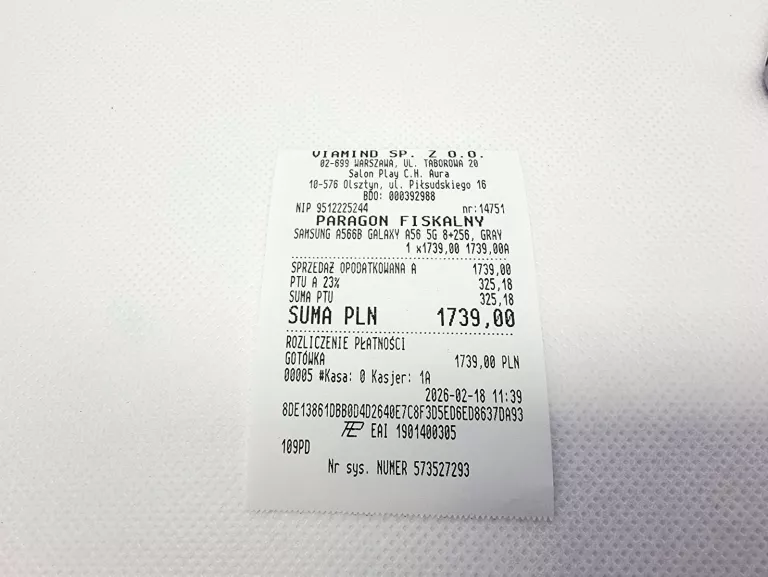 VIAMIND SP. Z O.O.
02-699 WARSZAWA, UL. TABOROWA 20
Salon Play C.H. Aura
10-576 Olsztyn, ul. Piłsudskiego 16
BDO: 000392988
NIP 9512225244 nr:14751
PARAGON FISKALNY
SAMSUNG A566B GALAXY A56 5G 8+256, GRAY
1 x1739,00 1739,00A
SPRZEDAŻ OPODATKOWANA A 1739,00
PTU A 23% 325,18
SUMA PTU 325,18
SUMA PLN 1739,00
ROZLICZENIE PŁATNOŚCI
GOTÓWKA 1739,00 PLN
00005 #Kasa: 0 Kasjer: 1A
2026-02-18 11:39
8DE13861DBB0D4D2640E7C8F3D5ED6ED8637DA93
EAI 1901400305
109PD
Nr sys. NUMER 573527293